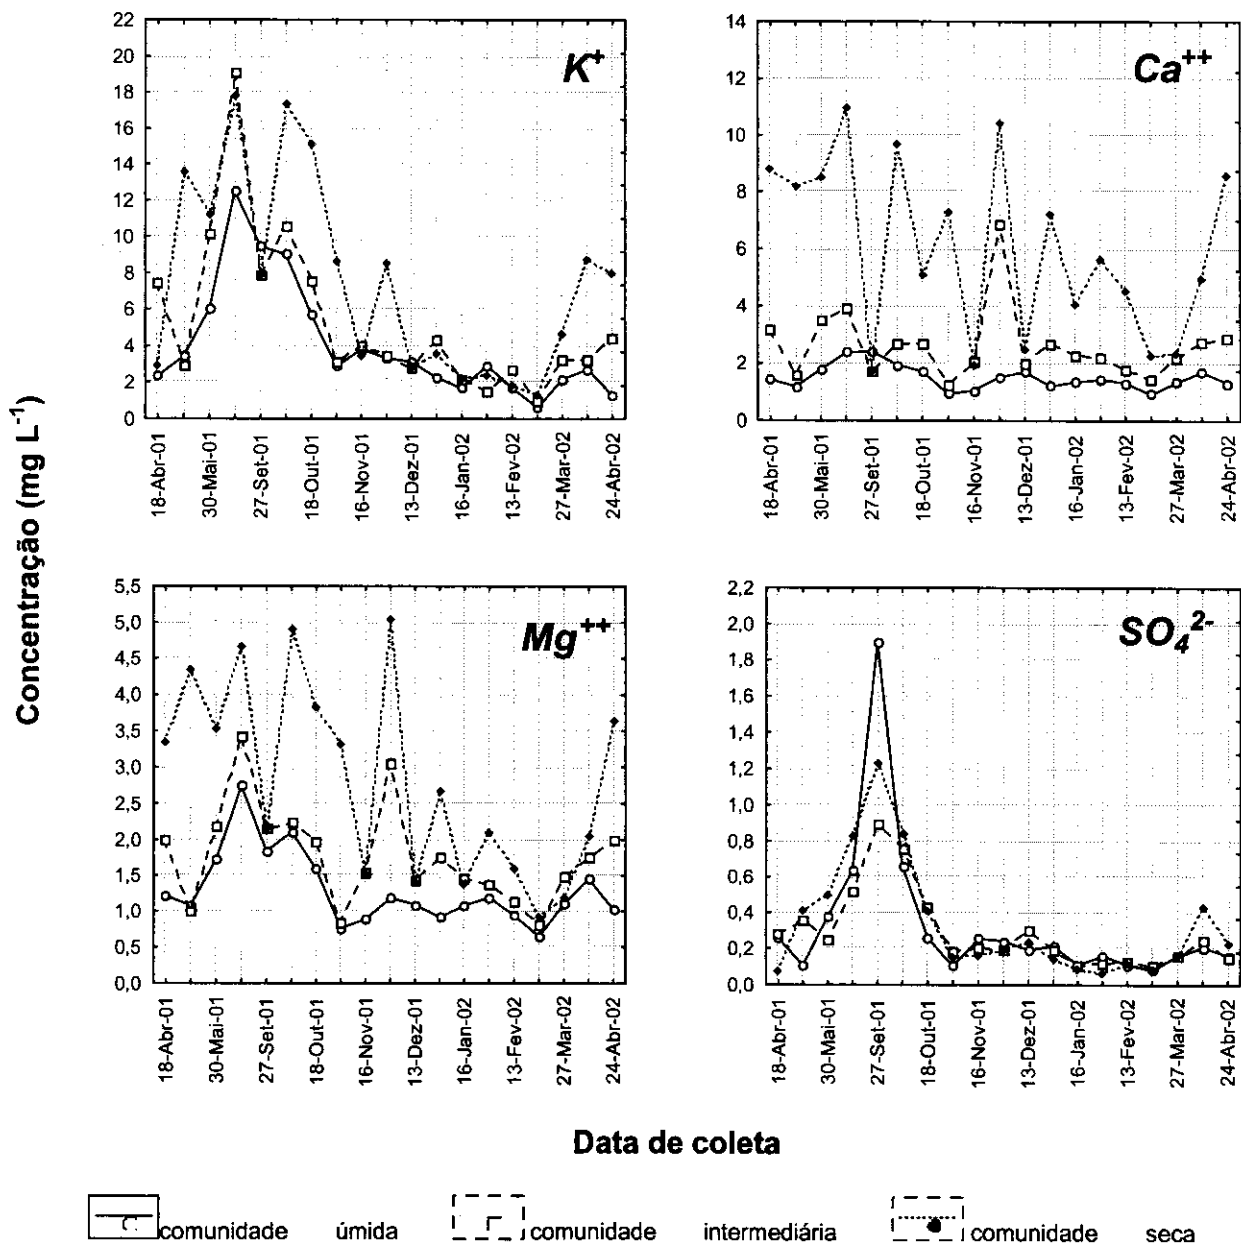 K+
22
20
18
16
14
12
10
8
6
4
2
0
18-Abr-01
30-Mai-01
27-Set-01
18-Out-01
16-Nov-01
13-Dez-01
16-Jan-02
13-Fev-02
27-Mar-02
24-Abr-02
Ca++
14
12
10
8
6
4
2
0
18-Abr-01
30-Mai-01
27-Set-01
18-Out-01
16-Nov-01
13-Dez-01
16-Jan-02
13-Fev-02
27-Mar-02
24-Abr-02
Concentração (mg L-1)
Mg++
5,5
5,0
4,5
4,0
3,5
3,0
2,5
2,0
1,5
1,0
0,5
0,0
18-Abr-01
30-Mai-01
27-Set-01
18-Out-01
16-Nov-01
13-Dez-01
16-Jan-02
13-Fev-02
27-Mar-02
24-Abr-02
SO42-
2,2
2,0
1,8
1,6
1,4
1,2
1,0
0,8
0,6
0,4
0,2
0,0
18-Abr-01
30-Mai-01
27-Set-01
18-Out-01
16-Nov-01
13-Dez-01
16-Jan-02
13-Fev-02
27-Mar-02
24-Abr-02
Data de coleta
comunidade úmida comunidade intermediária comunidade seca